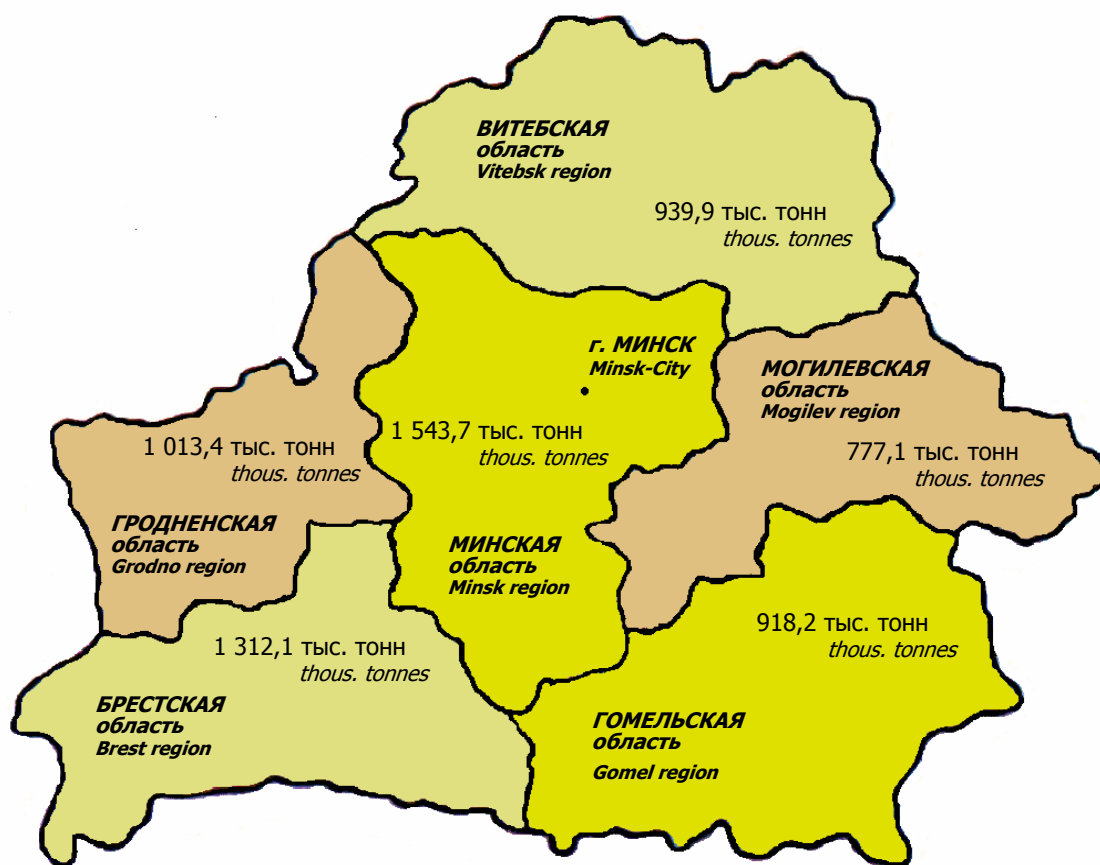 ВИТЕБСКАЯ
область
Vitebsk region
939,9 тыс. тонн
thous. tonnes
г. МИНСК
Minsk-City
МОГИЛЕВСКАЯ
область
Mogilev region
1 013,4 тыс. тонн
thous. tonnes
1 543,7 тыс. тонн
thous. tonnes
777,1 тыс. тонн
thous. tonnes
ГРОДНЕНСКАЯ
область
Grodno region
МИНСКАЯ
область
Minsk region
1 312,1 тыс. тонн
thous. tonnes
918,2 тыс. тонн
thous. tonnes
БРЕСТСКАЯ
область
Brest region
ГОМЕЛЬСКАЯ
область
Gomel region